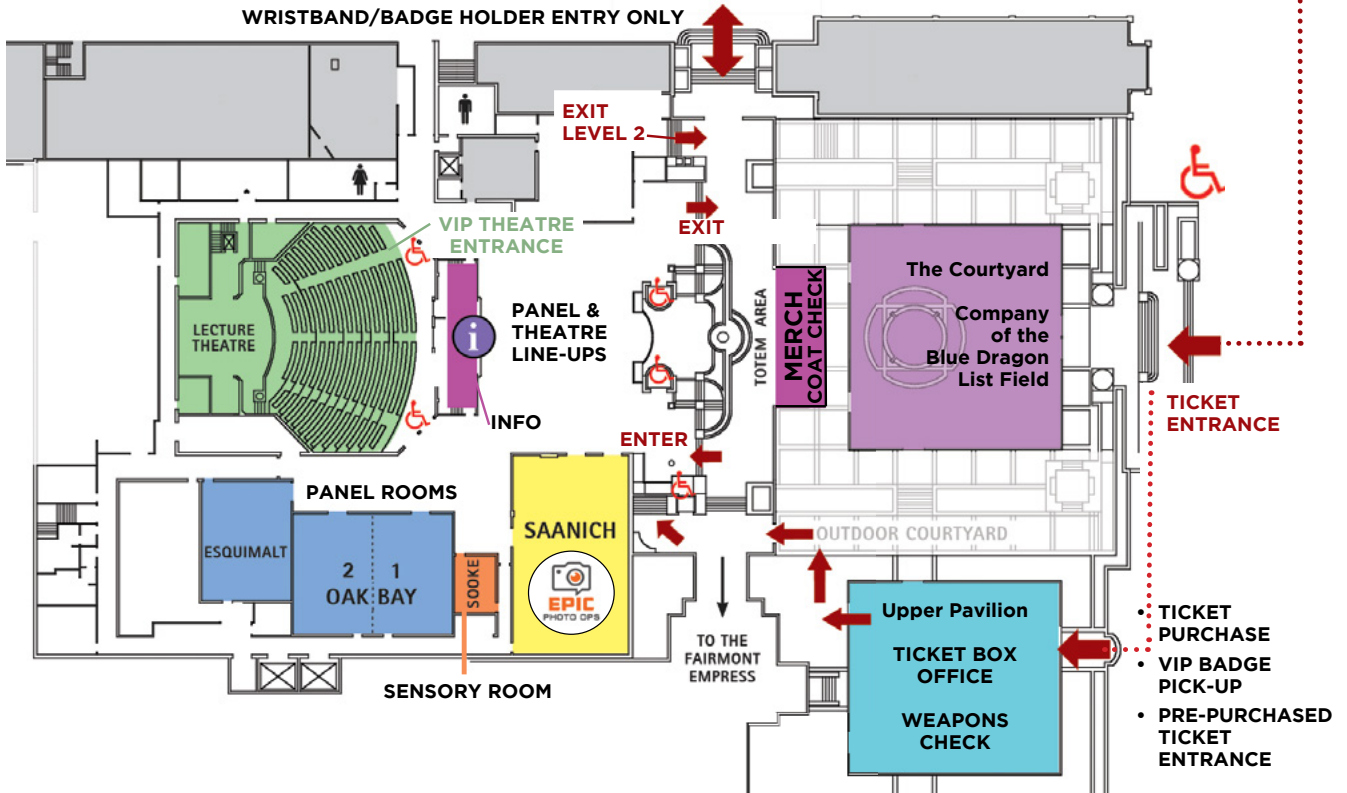 WRISTBAND/BADGE HOLDER ENTRY ONLY
EXIT
LEVEL 2
EXIT
VIP THEATRE
ENTRANCE
LECTURE
THEATRE
i
PANEL &
THEATRE
LINE-UPS
INFO
TOTEM AREA
MERCH
COAT CHECK
The Courtyard
Company
of the
Blue Dragon
List Field
TICKET
ENTRANCE
ENTER
PANEL ROOMS
ESQUIMALT
2 1
OAK BAY
SOOKE
SAANICH
EPIC
PHOTO OPS
SENSORY ROOM
OUTDOOR COURTYARD
TO THE
FAIRMONT
EMPRESS
Upper Pavilion
TICKET BOX
OFFICE
WEAPONS
CHECK
• TICKET
PURCHASE
• VIP BADGE
PICK-UP
• PRE-PURCHASED
TICKET
ENTRANCE